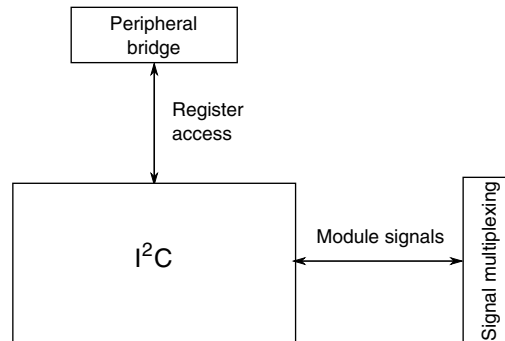 Peripheral
bridge
Register
access
I²C
Module signals
Signal multiplexing